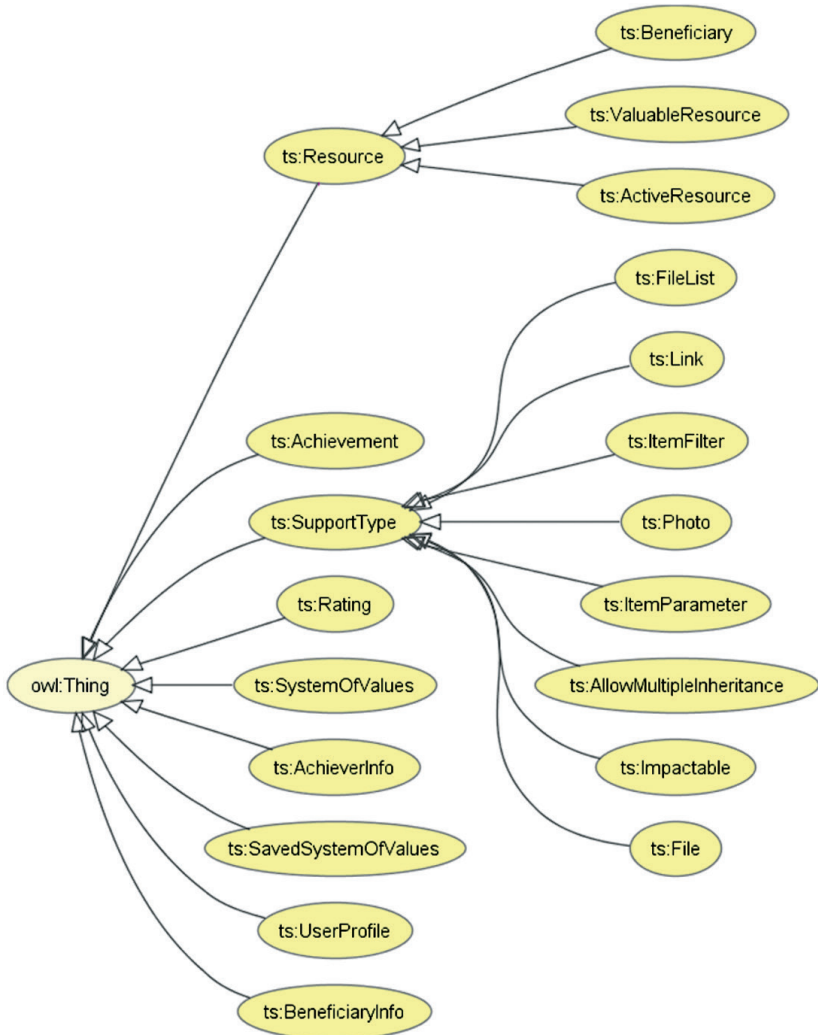 ts:Beneficiary
ts:ValuableResource
ts:Resource
ts:ActiveResource
ts:FileList
ts:Link
ts:Achievement
ts:ItemFilter
ts:SupportType
ts:Photo
ts:Rating
ts:ItemParameter
owl:Thing
ts:SystemOfValues
ts:AllowMultipleInheritance
ts:AchieverInfo
ts:Impactable
ts:SavedSystemOfValues
ts:File
ts:UserProfile
ts:BeneficiaryInfo